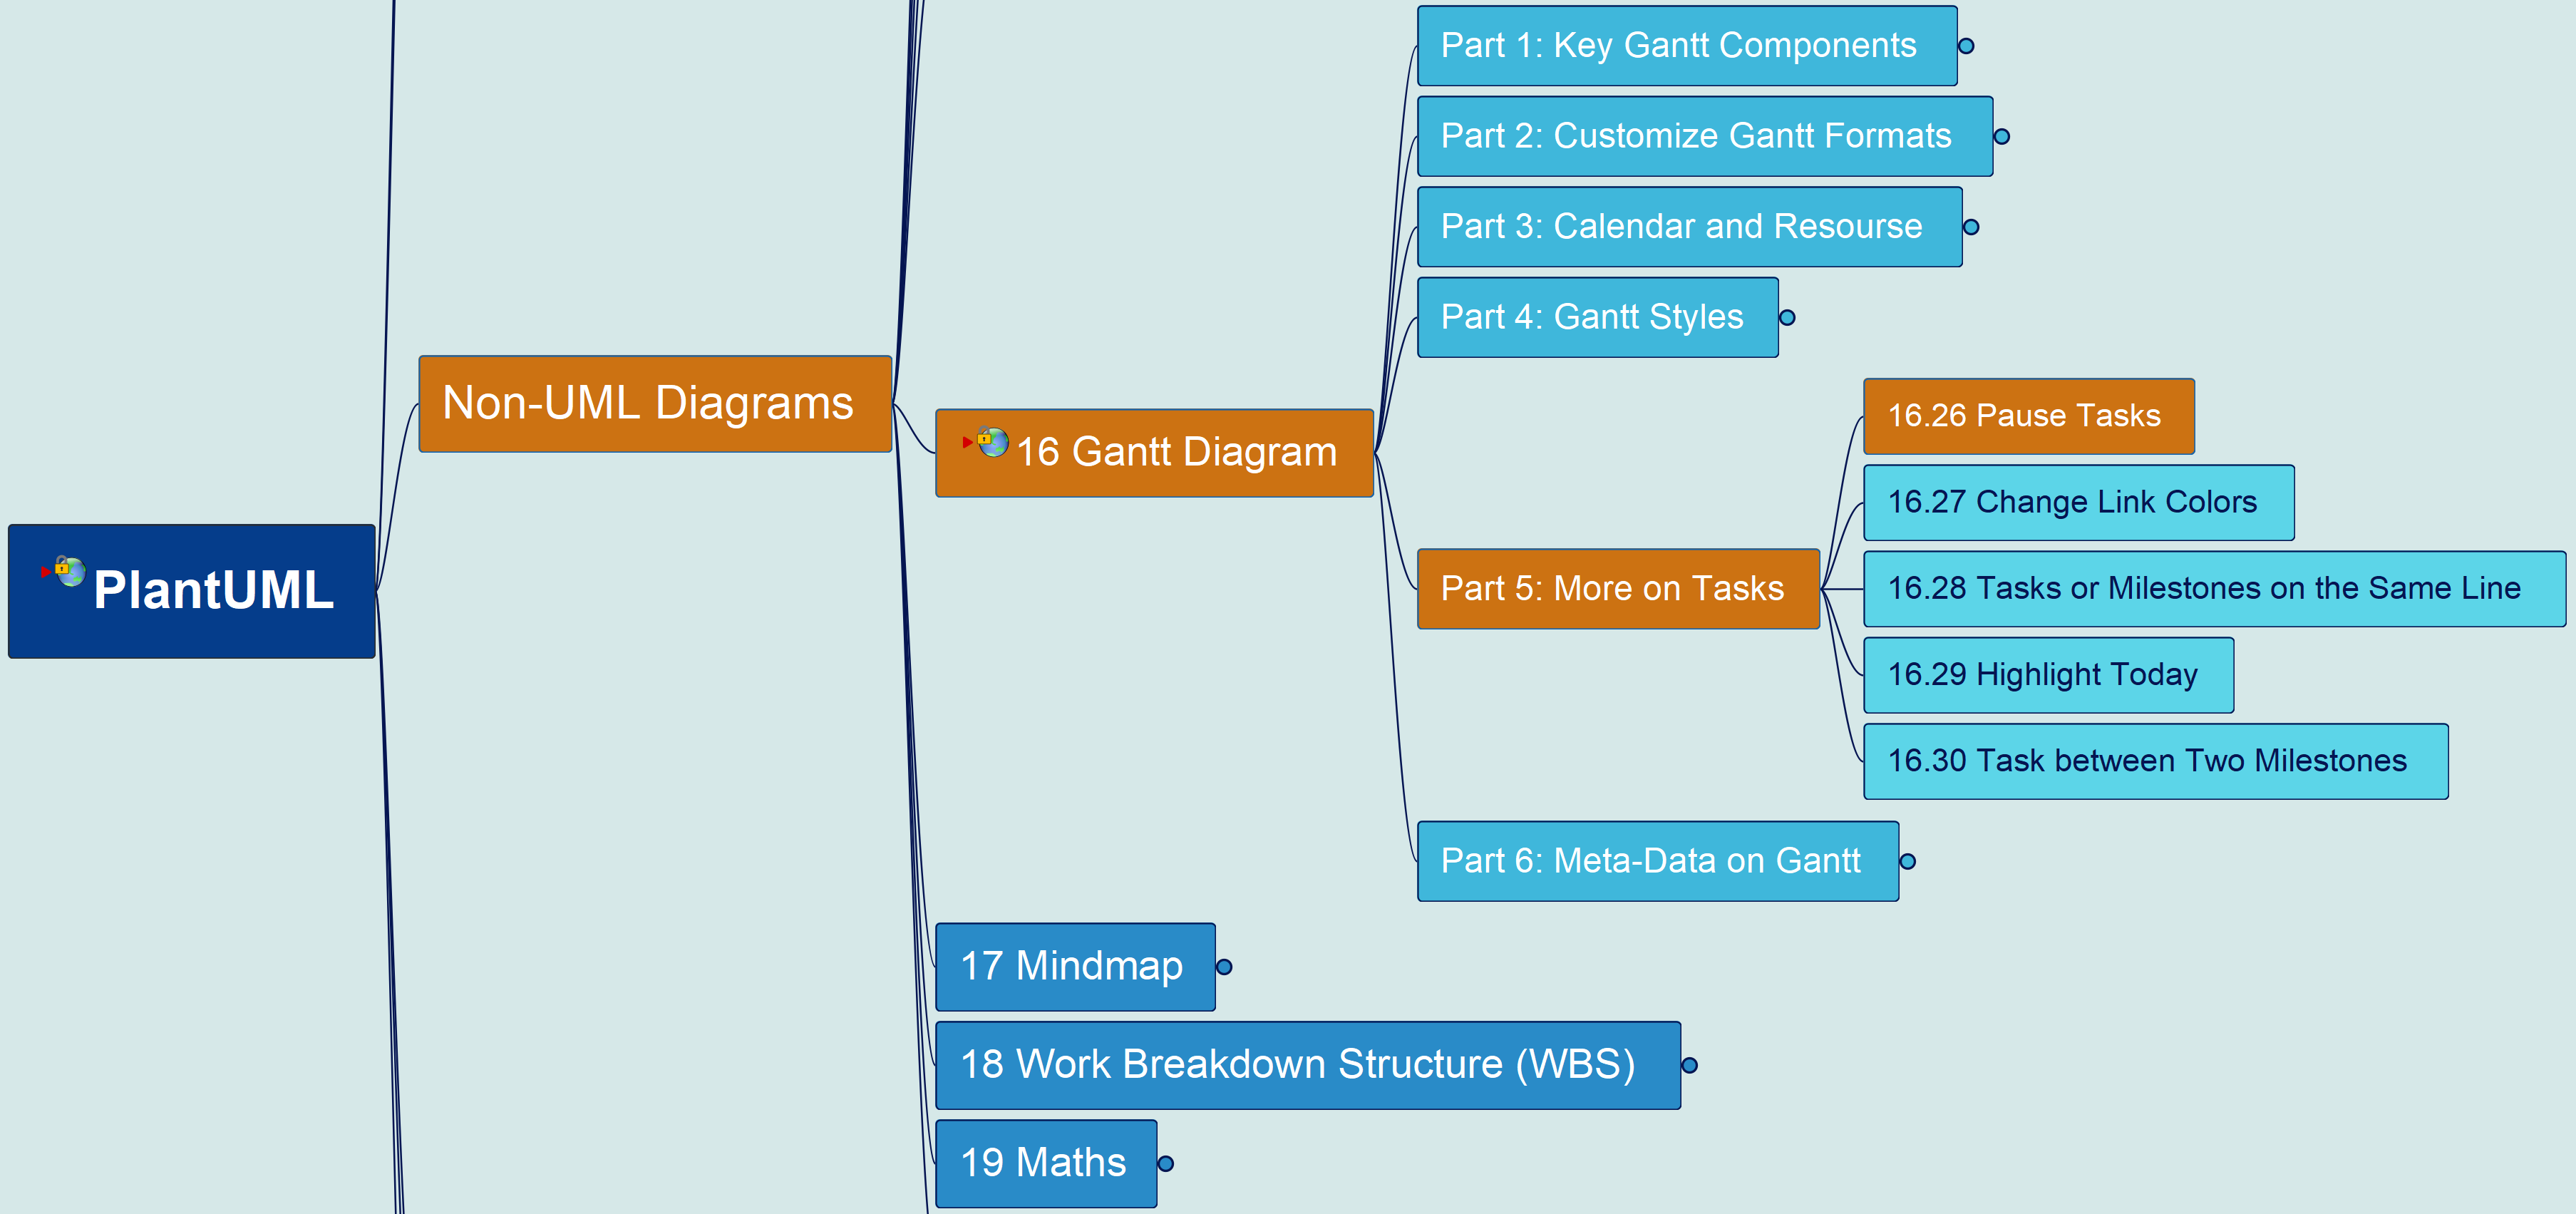 Part 1: Key Gantt Components
Part 2: Customize Gantt Formats
Part 3: Calendar and Resourse
Part 4: Gantt Styles
Non-UML Diagrams
16 Gantt Diagram
16.26 Pause Tasks
16.27 Change Link Colors
PlantUML
Part 5: More on Tasks
16.28 Tasks or Milestones on the Same Line
16.29 Highlight Today
16.30 Task between Two Milestones
Part 6: Meta-Data on Gantt
17 Mindmap
18 Work Breakdown Structure (WBS)
19 Maths